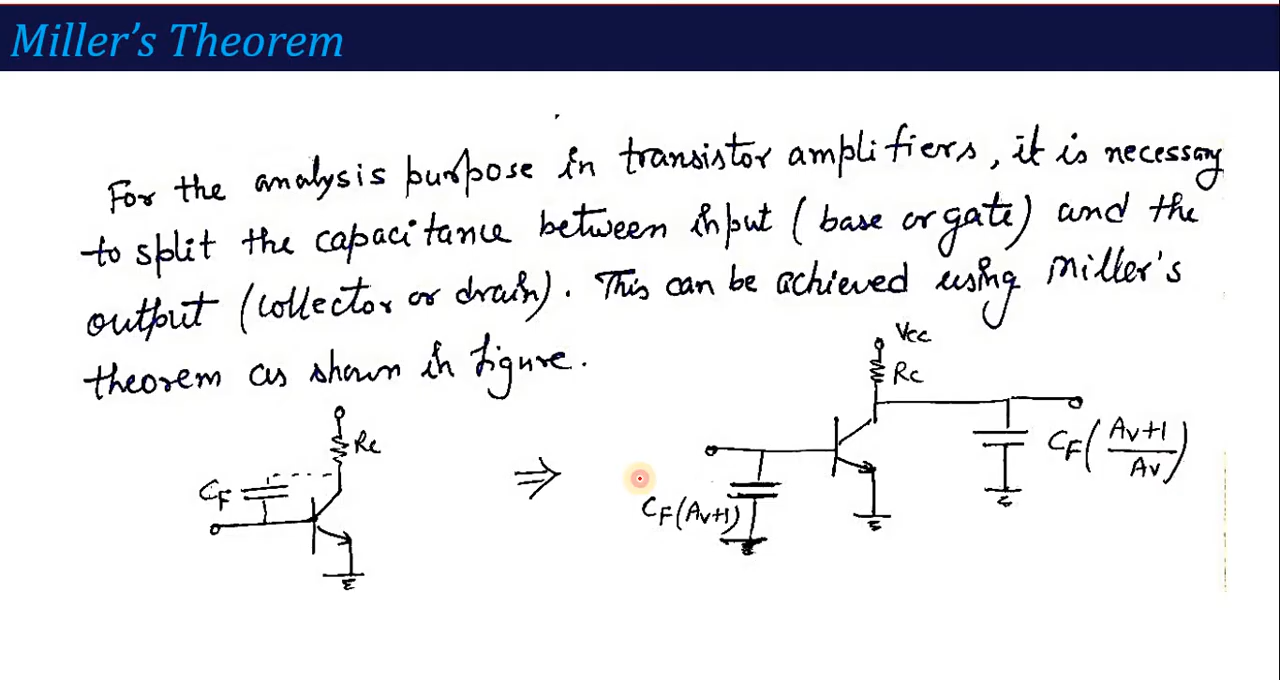 Miller's Theorem
For the analysis purpose in transistor amplifiers, it is necessary
to split the capacitance between input (base or gate) and the
output (collector or drain). This can be achieved using Miller's
theorem as shown in figure.
Vcc
Rc
Rc
CF
⇒
CF(Av+1)
CF(Av+1/Av)